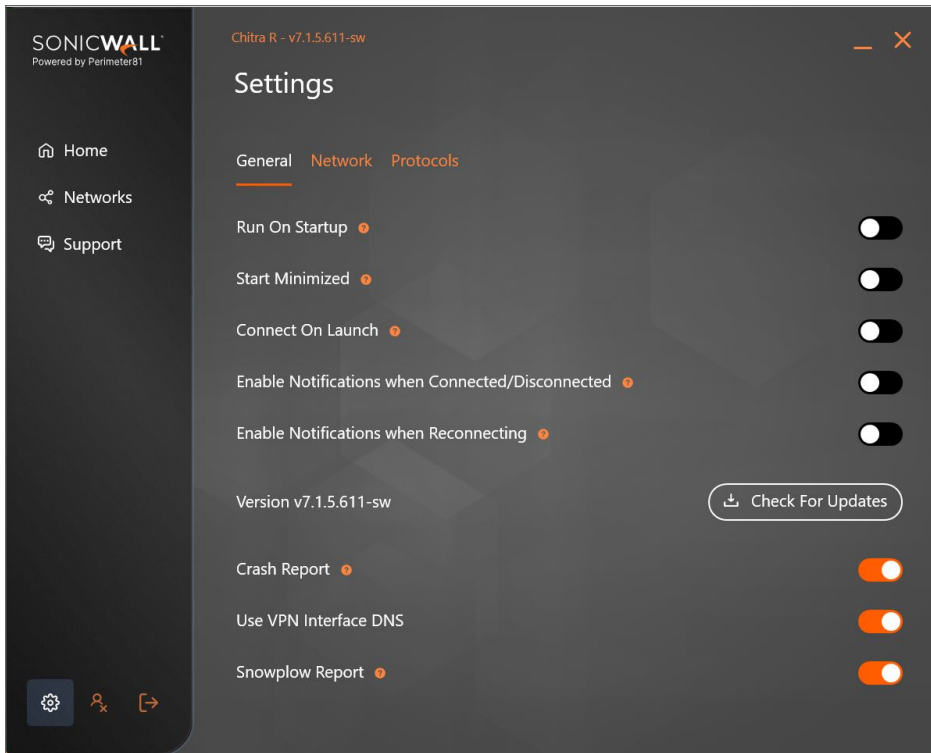 SONICWALL
Powered by Perimeter81
Home
Networks
Support
Chitra R - v7.1.5.611-sw
Settings
General Network Protocols
Run On Startup ?
Start Minimized ?
Connect On Launch ?
Enable Notifications when Connected/Disconnected ?
Enable Notifications when Reconnecting ?
Version v7.1.5.611-sw Check For Updates
Crash Report ?
Use VPN Interface DNS
Snowplow Report ?